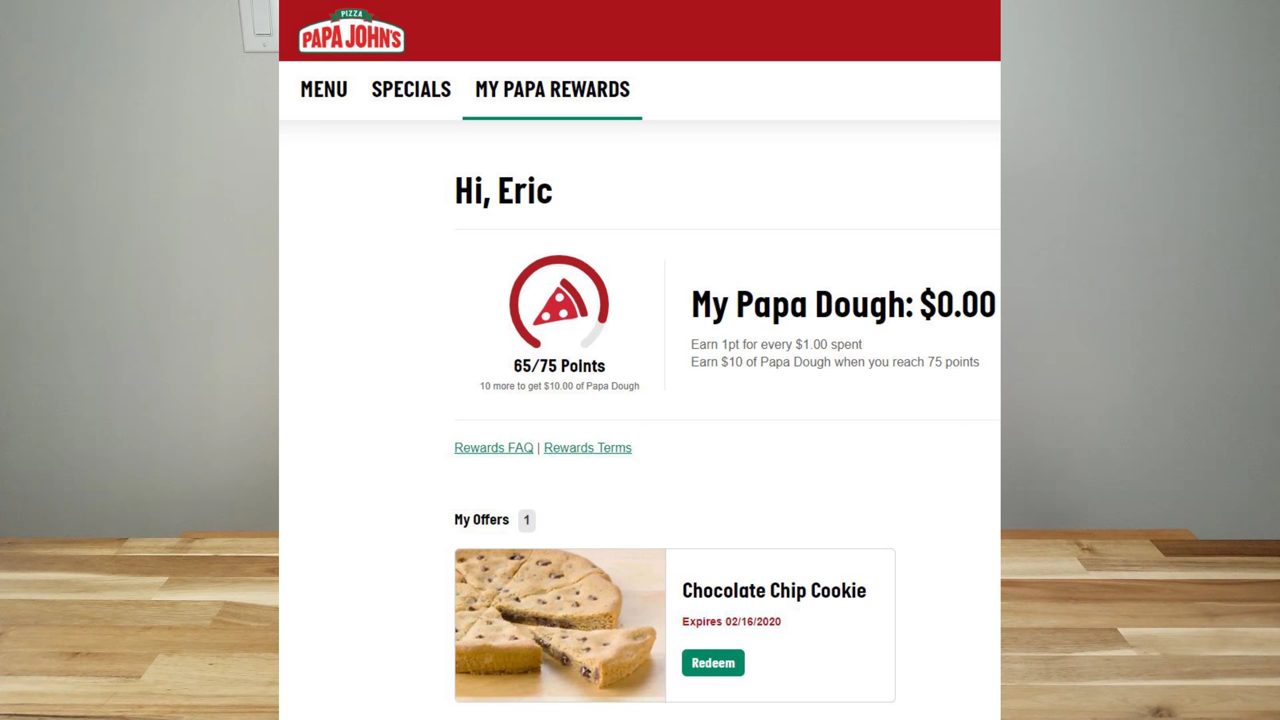 PIZZA
PAPA JOHN'S
MENU SPECIALS MY PAPA REWARDS
Hi, Eric
65/75 Points
10 more to get $10.00 of Papa Dough
My Papa Dough: $0.00
Earn 1pt for every $1.00 spent
Earn $10 of Papa Dough when you reach 75 points
Rewards FAQ | Rewards Terms
My Offers 1
Chocolate Chip Cookie
Expires 02/16/2020
Redeem